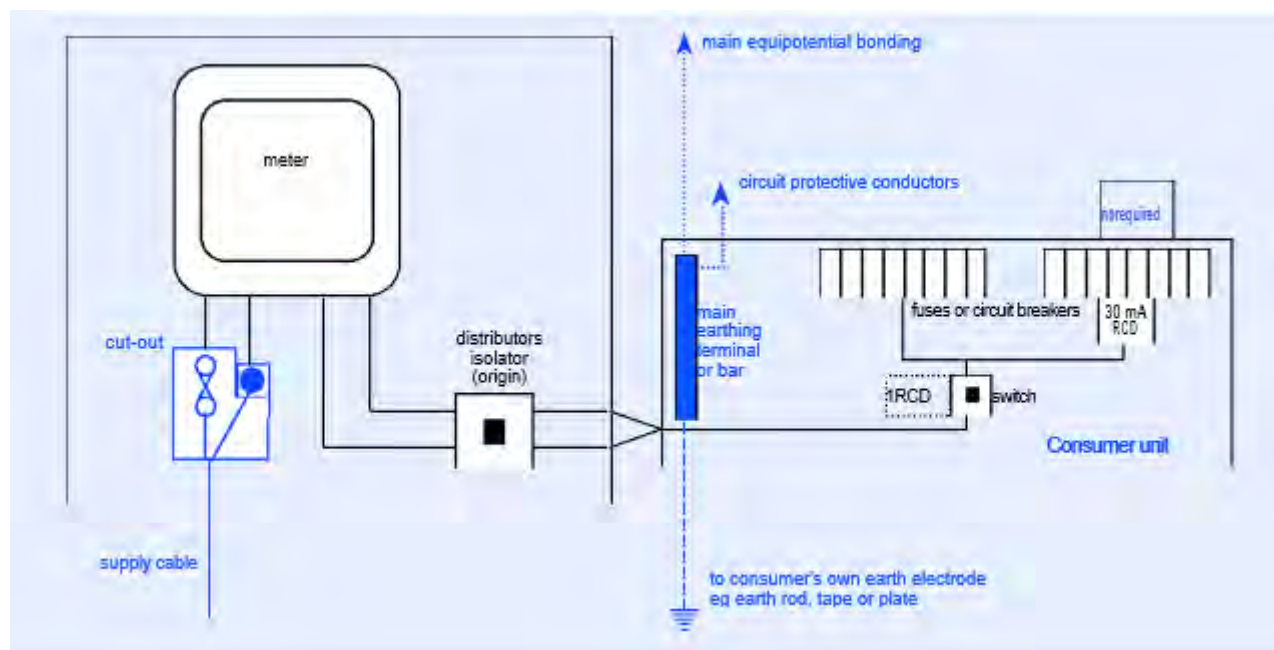 main equipotential bonding
meter
circuit protective conductors
norequired
cut-out
distributors
isolator
(origin)
main
earthing
terminal
or bar
fuses or circuit breakers
30 mA
RCD
1RCD
switch
Consumer unit
supply cable
to consumer's own earth electrode
eg earth rod, tape or plate